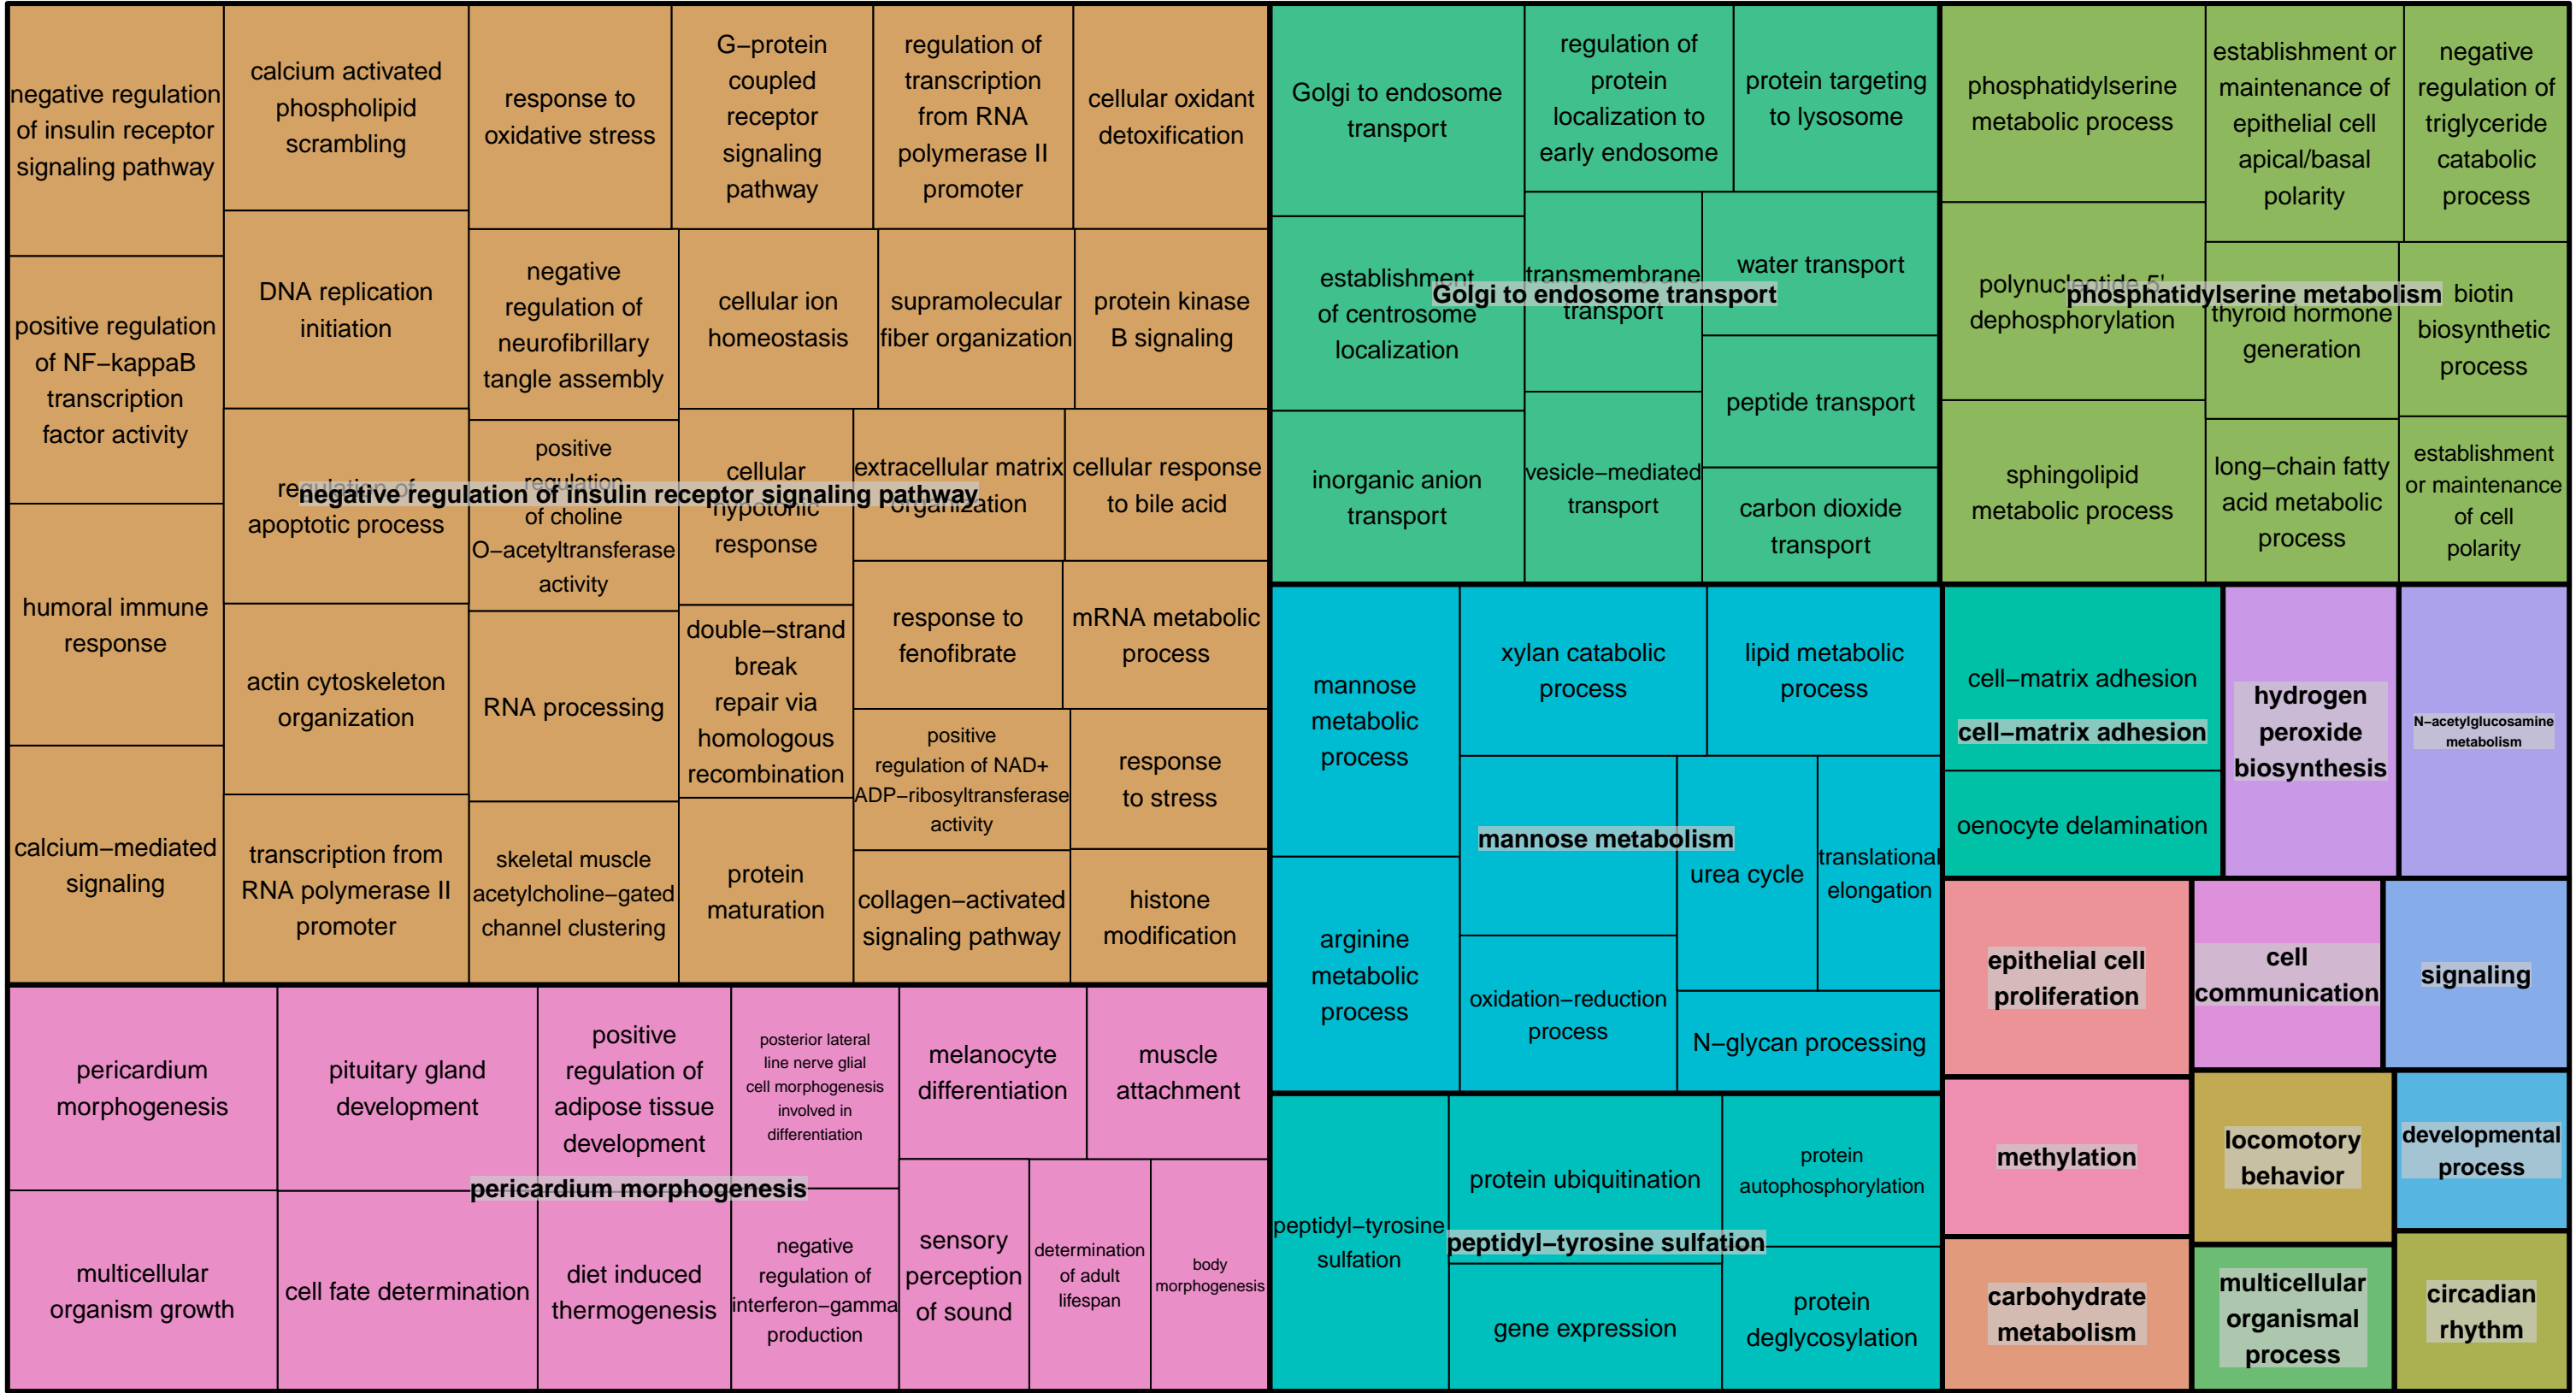 negative regulation
of insulin receptor
signaling pathway
positive regulation
of NF−kappaB
transcription
factor activity
humoral immune
response
calcium−mediated
signaling
calcium activated
phospholipid
scrambling
DNA replication
initiation
regulation of
apoptotic process
actin cytoskeleton
organization
transcription from
RNA polymerase II
promoter
response to
oxidative stress
negative
regulation of
neurofibrillary
tangle assembly
positive
regulation
of choline
O−acetyltransferase
activity
RNA processing
skeletal muscle
acetylcholine−gated
channel clustering
G−protein
coupled
receptor
signaling
pathway
regulation of
transcription
from RNA
polymerase II
promoter
cellular oxidant
detoxification
cellular ion
homeostasis
supramolecular
fiber organization
protein kinase
B signaling
cellular
hypotonic
response
double−strand
break
repair via
homologous
recombination
protein
maturation
extracellular matrix
organization
cellular response
to bile acid
response to
fenofibrate
mRNA metabolic
process
positive
regulation of NAD+
ADP−ribosyltransferase
activity
response
to stress
collagen−activated
signaling pathway
histone
modification
negative regulation of insulin receptor signaling pathway
pericardium
morphogenesis
multicellular
organism growth
pituitary gland
development
cell fate determination
positive
regulation of
adipose tissue
development
diet induced
thermogenesis
posterior lateral
line nerve glial
cell morphogenesis
involved in
differentiation
negative
regulation of
interferon−gamma
production
melanocyte
differentiation
muscle
attachment
sensory
perception
of sound
determination
of adult
lifespan
body
morphogenesis
pericardium morphogenesis
Golgi to endosome
transport
establishment
of centrosome
localization
inorganic anion
transport
regulation of
protein
localization to
early endosome
protein targeting
to lysosome
transmembrane
transport
vesicle−mediated
transport
water transport
peptide transport
carbon dioxide
transport
Golgi to endosome transport
phosphatidylserine
metabolic process
polynucleotide 5'
dephosphorylation
sphingolipid
metabolic process
establishment or
maintenance of
epithelial cell
apical/basal
polarity
negative
regulation of
triglyceride
catabolic
process
thyroid hormone
generation
biotin
biosynthetic
process
long−chain fatty
acid metabolic
process
establishment
or maintenance
of cell
polarity
phosphatidylserine metabolism
mannose
metabolic
process
arginine
metabolic
process
xylan catabolic
process
lipid metabolic
process
mannose metabolism
urea cycle
translational
elongation
oxidation−reduction
process
N−glycan processing
peptidyl−tyrosine
sulfation
protein ubiquitination
gene expression
protein
autophosphorylation
protein
deglycosylation
peptidyl−tyrosine sulfation
cell−matrix adhesion
cell−matrix adhesion
oenocyte delamination
hydrogen
peroxide
biosynthesis
N−acetylglucosamine
metabolism
epithelial cell
proliferation
cell
communication
signaling
methylation
locomotory
behavior
developmental
process
carbohydrate
metabolism
multicellular
organismal
process
circadian
rhythm